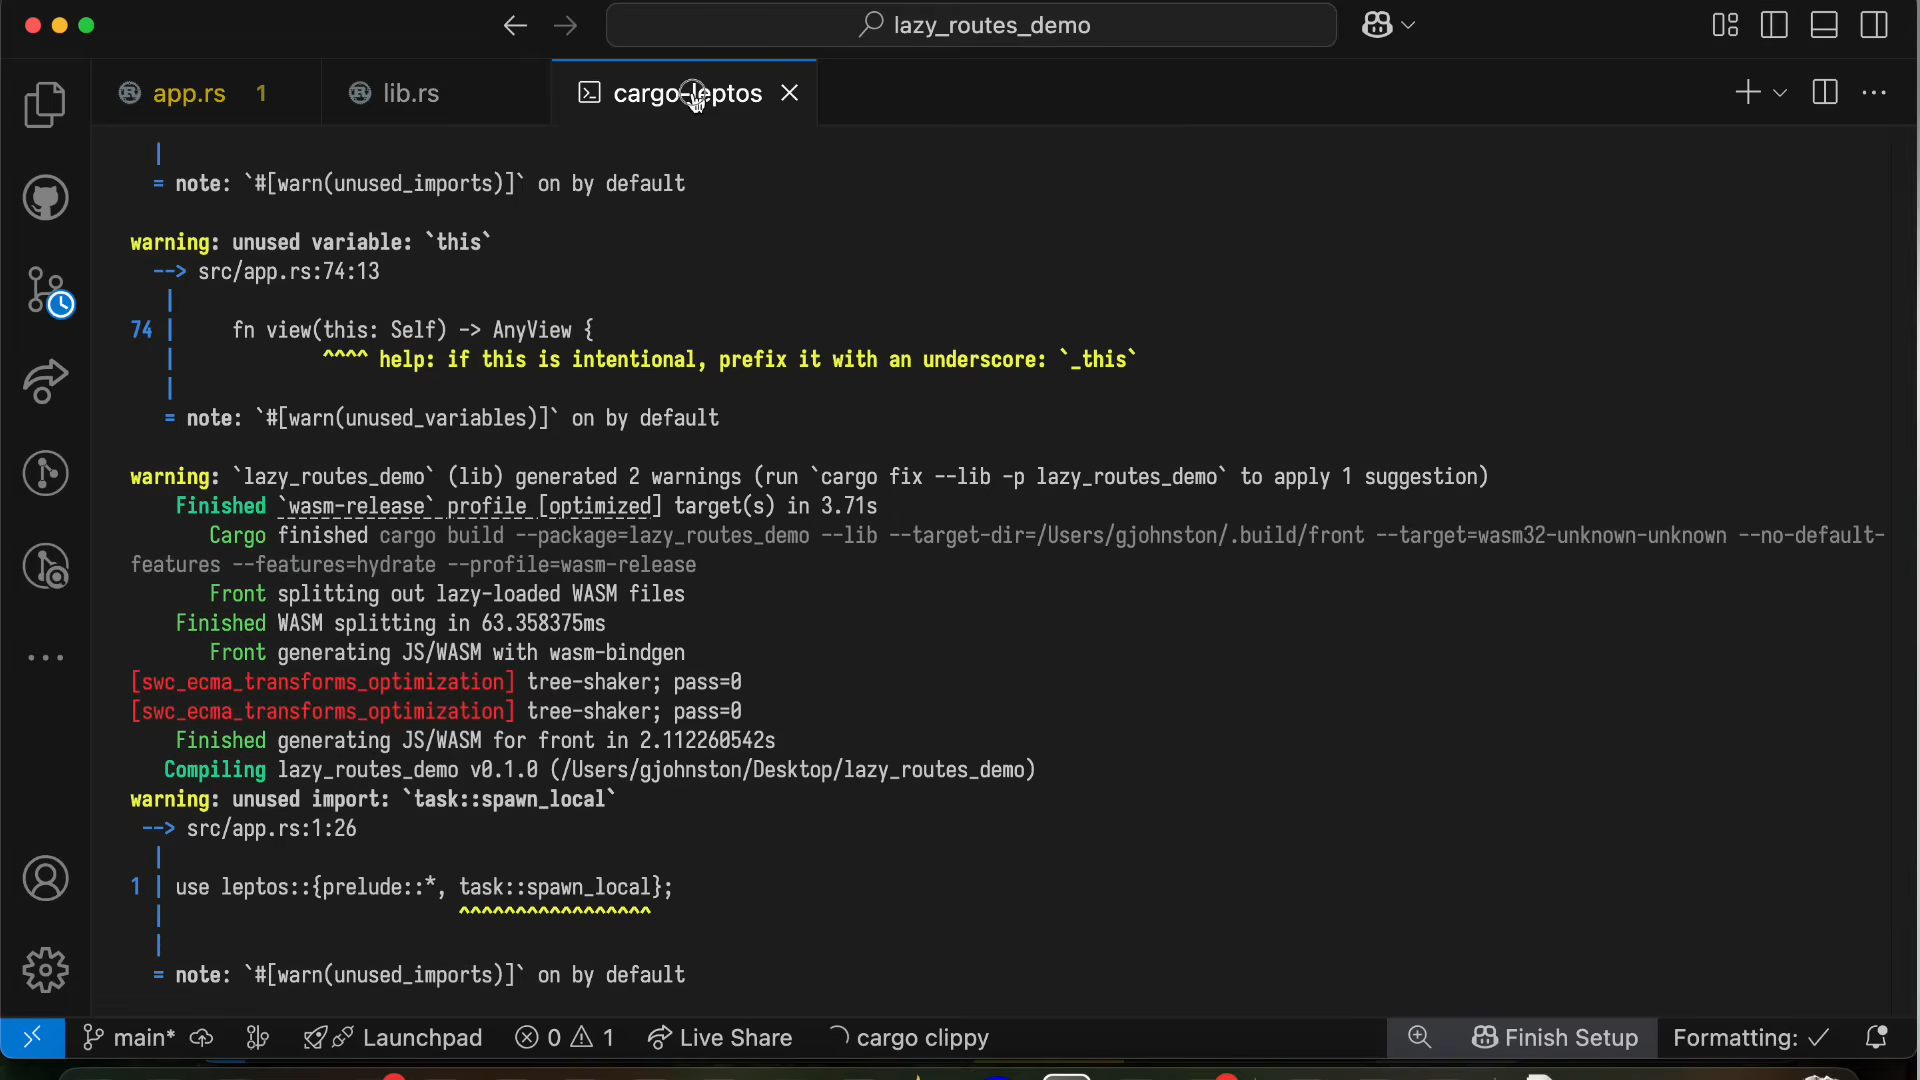 lazy_routes_demo
app.rs 1 lib.rs cargo-leptos
|
= note: `#[warn(unused_imports)]` on by default
warning: unused variable: `this`
--> src/app.rs:74:13
|
74 | fn view(this: Self) -> AnyView {
| ^^^^ help: if this is intentional, prefix it with an underscore: `_this`
|
= note: `#[warn(unused_variables)]` on by default
warning: `lazy_routes_demo` (lib) generated 2 warnings (run `cargo fix --lib -p lazy_routes_demo` to apply 1 suggestion)
Finished `wasm-release` profile [optimized] target(s) in 3.71s
Cargo finished cargo build --package=lazy_routes_demo --lib --target-dir=/Users/gjohnston/.build/front --target=wasm32-unknown-unknown --no-default-
features --features=hydrate --profile=wasm-release
Front splitting out lazy-loaded WASM files
Finished WASM splitting in 63.358375ms
Front generating JS/WASM with wasm-bindgen
[swc_ecma_transforms_optimization] tree-shaker; pass=0
[swc_ecma_transforms_optimization] tree-shaker; pass=0
Finished generating JS/WASM for front in 2.112260542s
Compiling lazy_routes_demo v0.1.0 (/Users/gjohnston/Desktop/lazy_routes_demo)
warning: unused import: `task::spawn_local`
--> src/app.rs:1:26
|
1 | use leptos::{prelude::*, task::spawn_local};
| ^^^^^^^^^^^^^^^^^
|
= note: `#[warn(unused_imports)]` on by default
main* Launchpad 0 1 Live Share cargo clippy Finish Setup Formatting: ✓